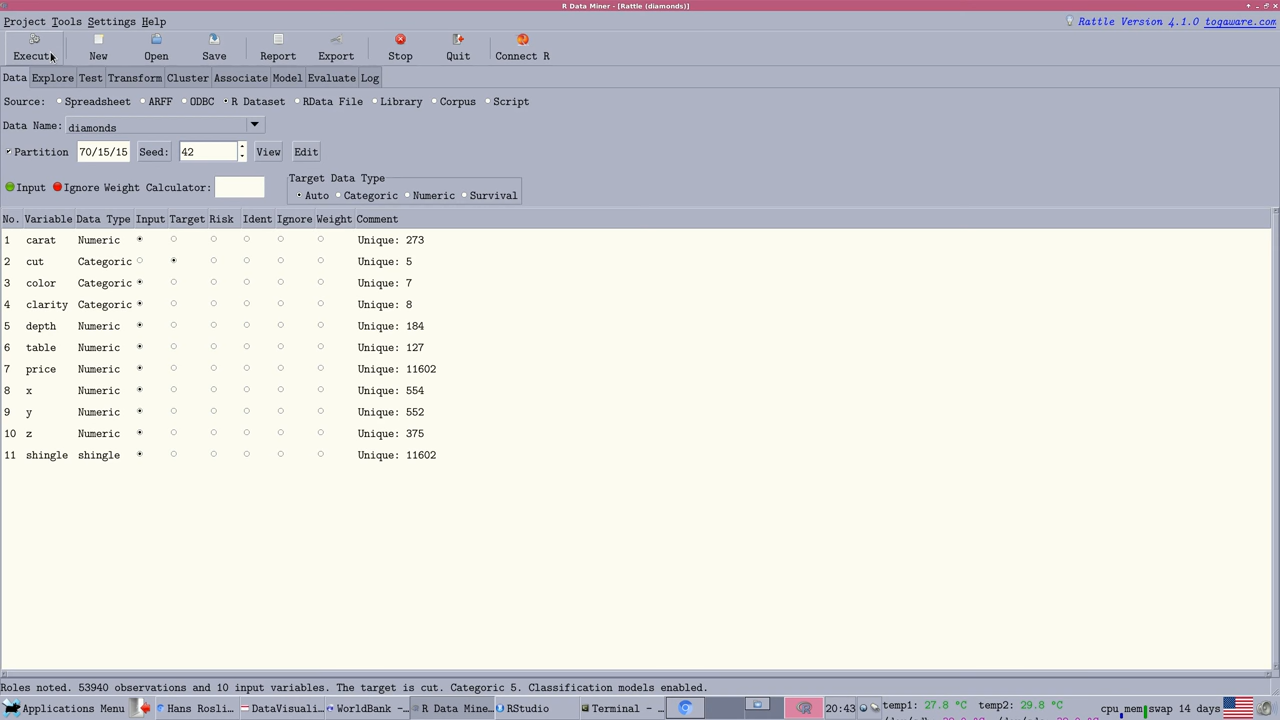 R Data Miner - [Rattle (diamonds)]
Project Tools Settings Help
Rattle Version 4.1.0 togaware.com
Execute New Open Save Report Export Stop Quit Connect R
Data Explore Test Transform Cluster Associate Model Evaluate Log
Source: Spreadsheet ARFF ODBC R Dataset RData File Library Corpus Script
Data Name: diamonds
Partition 70/15/15 Seed: 42 View Edit
Target Data Type
Input Ignore Weight Calculator: Auto Categoric Numeric Survival
No. Variable Data Type Input Target Risk Ident Ignore Weight Comment
1 carat Numeric Unique: 273
2 cut Categoric Unique: 5
3 color Categoric Unique: 7
4 clarity Categoric Unique: 8
5 depth Numeric Unique: 184
6 table Numeric Unique: 127
7 price Numeric Unique: 11602
8 x Numeric Unique: 554
9 y Numeric Unique: 552
10 z Numeric Unique: 375
11 shingle shingle Unique: 11602
Roles noted. 53940 observations and 10 input variables. The target is cut. Categoric 5. Classification models enabled.
Applications Menu Hans Rosli... DataVisuali... WorldBank -... R Data Mine... RStudio Terminal - ... 20:43 temp1: 27.8 °C temp2: 29.8 °C cpu mem swap 14 days